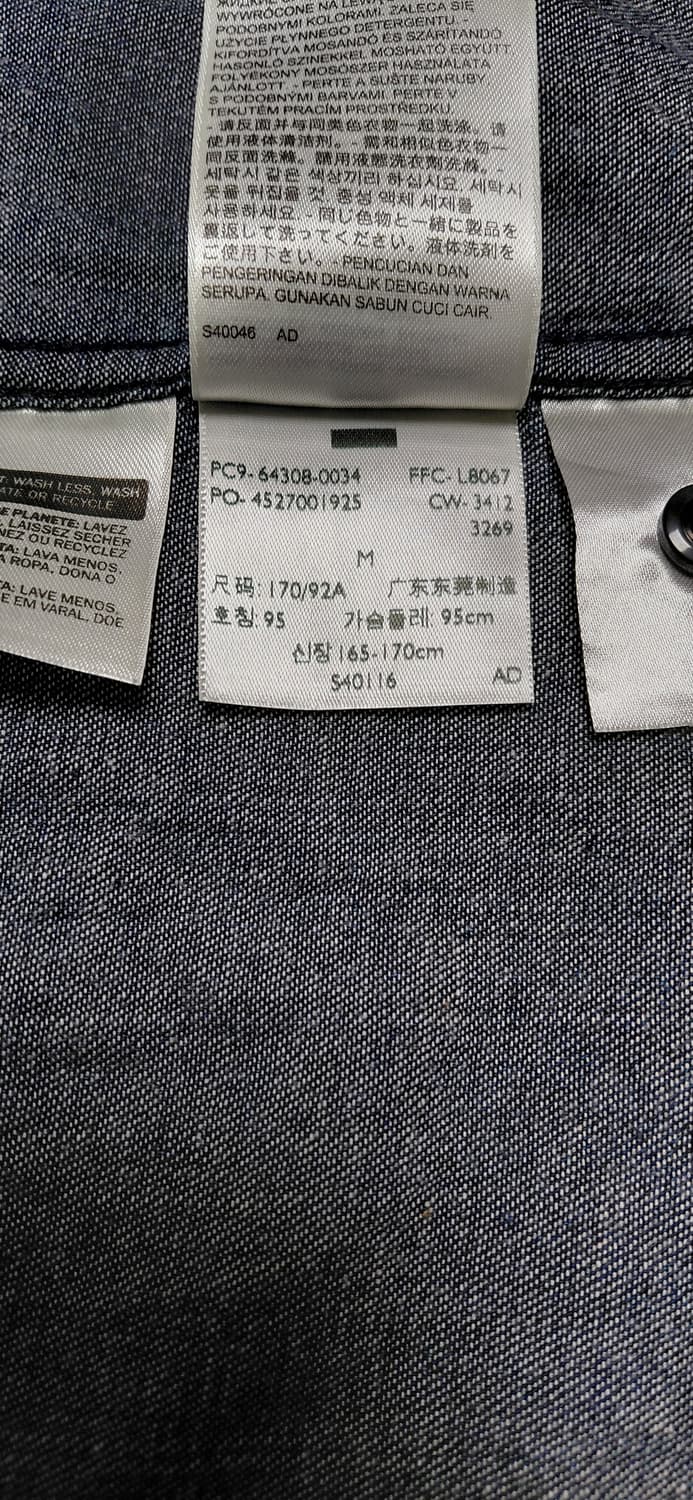 WYWRÓCONE NA LEWĄ
PODOBNYMI KOLORAMI. ZALECA SIĘ
UŻYCIE PŁYNNEGO DETERGENTU. -
KIFORDÍTVA MOSANDÓ ÉS SZÁRÍTANDÓ
HASONLÓ SZINEKKEL. MOSHATÓ EGYÜTT
FOLYÉKONY MOSÓSZER HASZNÁLATA
AJÁNLOTT. - PERTE A SUŠTE NARUBY
S PODOBNÝMI BARVAMI. PERTE V
TEKUTÉM PRACÍM PROSTŘEDKU.
- 请反面并与同类色衣物一起洗涤。请
使用液体清洁剂。- 需和相似色衣物一
同反面洗滌。請用液態洗衣劑洗滌。-
세탁시 같은 색상끼리 하십시요. 세탁시
옷을 뒤집을 것. 중성 액체 세제를
사용하세요. - 同じ色物と一緒に製品を
裏返して洗ってください。液体洗剤を
ご使用下さい。- PENCUCIAN DAN
PENGERINGAN DIBALIK DENGAN WARNA
SERUPA. GUNAKAN SABUN CUCI CAIR.
S40046 AD
WASH LESS, WASH
OR RECYCLE
PLANETE: LAVEZ
LAISSEZ SECHER
OU RECYCLEZ
LAVA MENOS,
ROPA, DONA O
LAVE MENOS,
E EM VARAL, DOE
PC9- 64308-0034 FFC- L8067
PO- 4527001925 CW- 3412
3269
M
尺码: 170/92A 广东东莞制造
호칭: 95 가슴둘레: 95cm
신장 165-170cm
S40116 AD